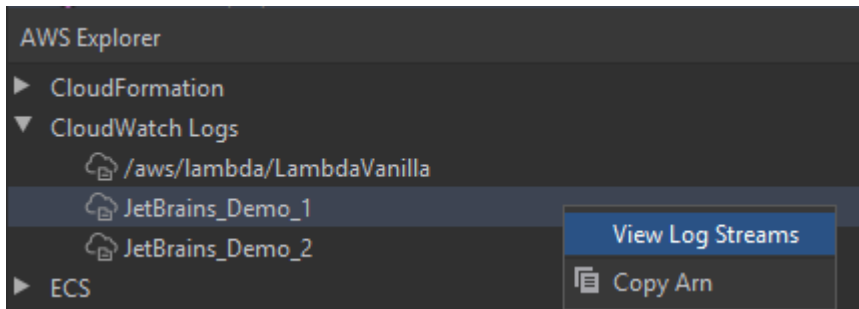 AWS Explorer
CloudFormation
CloudWatch Logs
/aws/lambda/LambdaVanilla
JetBrains_Demo_1
View Log Streams
JetBrains_Demo_2
Copy Arn
ECS